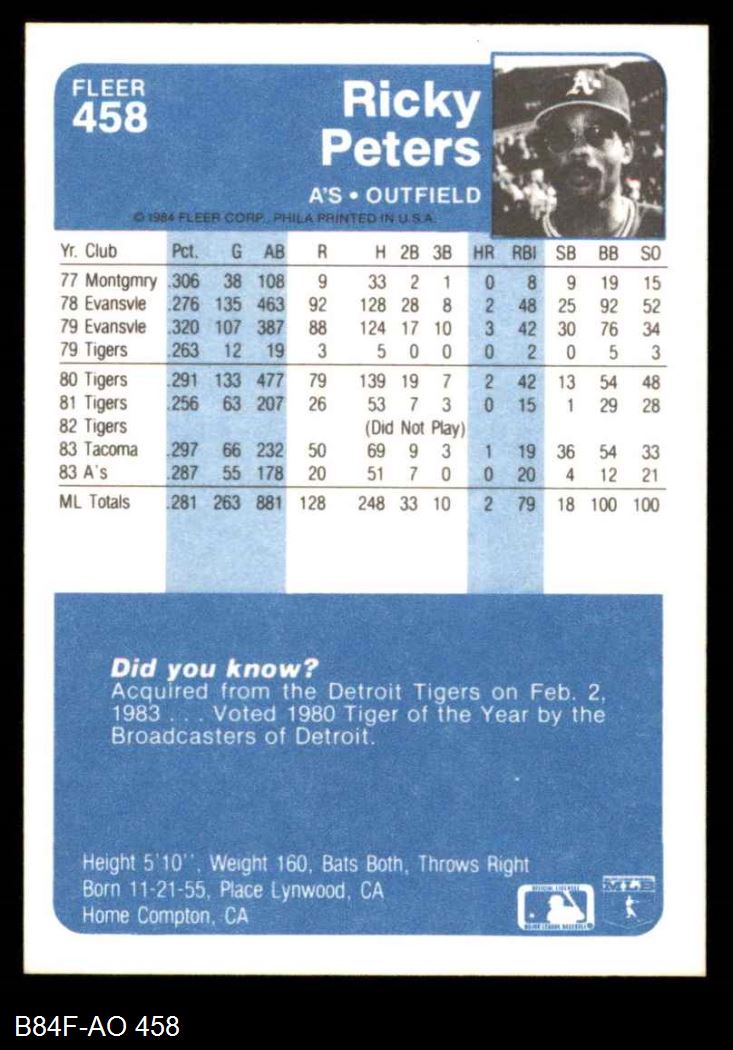 FLEER
458
Ricky
Peters
A'S • OUTFIELD
© 1984 FLEER CORP., PHILA PRINTED IN U.S.A.
A's
Yr. Club Pct. G AB R H 2B 3B HR RBI SB BB SO
77 Montgmry .306 38 108 9 33 2 1 0 8 9 19 15
78 Evansvle .276 135 463 92 128 28 8 2 48 25 92 52
79 Evansvle .320 107 387 88 124 17 10 3 42 30 76 34
79 Tigers .263 12 19 3 5 0 0 0 2 0 5 3
80 Tigers .291 133 477 79 139 19 7 2 42 13 54 48
81 Tigers .256 63 207 26 53 7 3 0 15 1 29 28
82 Tigers (Did Not Play)
83 Tacoma .297 66 232 50 69 9 3 1 19 36 54 33
83 A's .287 55 178 20 51 7 0 0 20 4 12 21
ML Totals .281 263 881 128 248 33 10 2 79 18 100 100
Did you know?
Acquired from the Detroit Tigers on Feb. 2,
1983 . . . Voted 1980 Tiger of the Year by the
Broadcasters of Detroit.
Height 5'10'', Weight 160, Bats Both, Throws Right
Born 11-21-55, Place Lynwood, CA
Home Compton, CA
MLB
B84F-AO 458